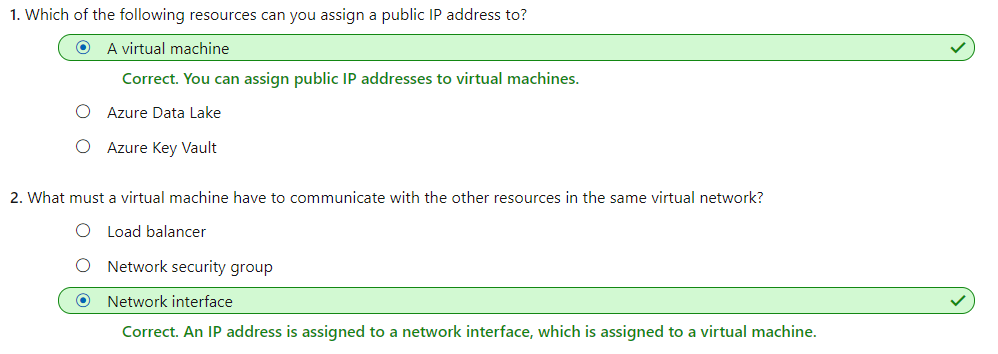 1. Which of the following resources can you assign a public IP address to?
A virtual machine
Correct. You can assign public IP addresses to virtual machines.
Azure Data Lake
Azure Key Vault
2. What must a virtual machine have to communicate with the other resources in the same virtual network?
Load balancer
Network security group
Network interface
Correct. An IP address is assigned to a network interface, which is assigned to a virtual machine.